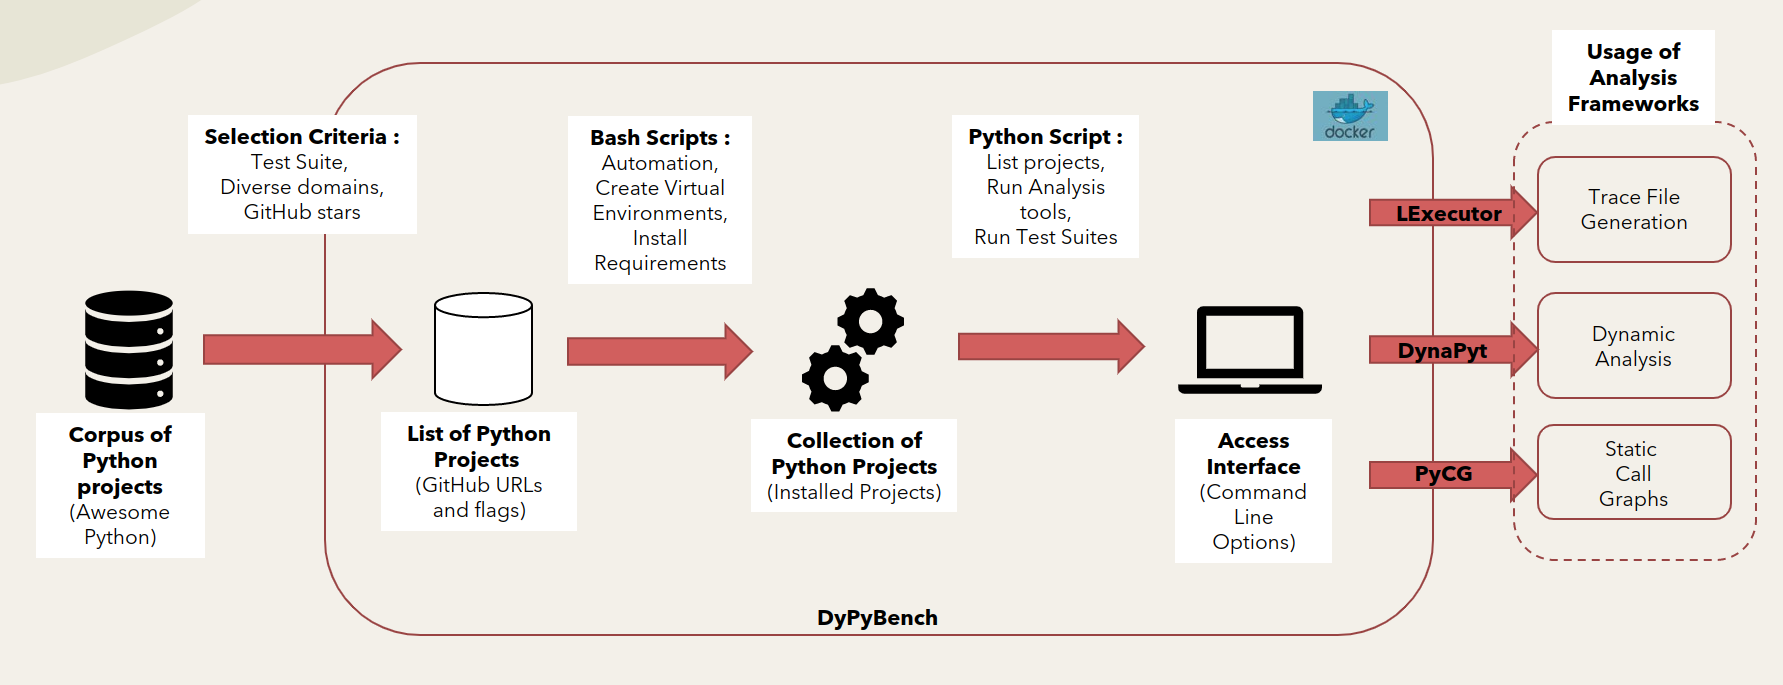 Selection Criteria :
Test Suite,
Diverse domains,
GitHub stars
Bash Scripts :
Automation,
Create Virtual
Environments,
Install
Requirements
Python Script :
List projects,
Run Analysis
tools,
Run Test Suites
docker
Usage of
Analysis
Frameworks
Corpus of
Python
projects
(Awesome
Python)
List of Python
Projects
(GitHub URLs
and flags)
Collection of
Python Projects
(Installed Projects)
Access
Interface
(Command
Line
Options)
LExecutor
Trace File
Generation
DynaPyt
Dynamic
Analysis
PyCG
Static
Call
Graphs
DyPyBench